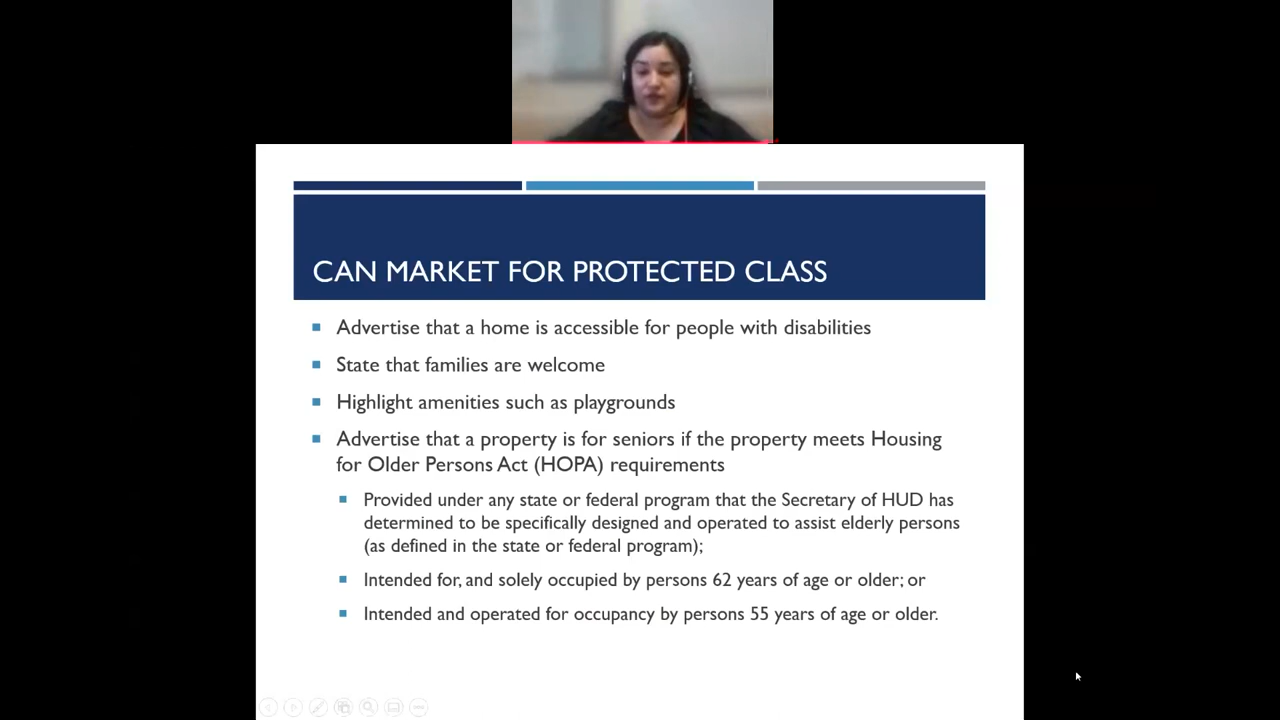 CAN MARKET FOR PROTECTED CLASS
Advertise that a home is accessible for people with disabilities
State that families are welcome
Highlight amenities such as playgrounds
Advertise that a property is for seniors if the property meets Housing
for Older Persons Act (HOPA) requirements
Provided under any state or federal program that the Secretary of HUD has
determined to be specifically designed and operated to assist elderly persons
(as defined in the state or federal program);
Intended for, and solely occupied by persons 62 years of age or older; or
Intended and operated for occupancy by persons 55 years of age or older.